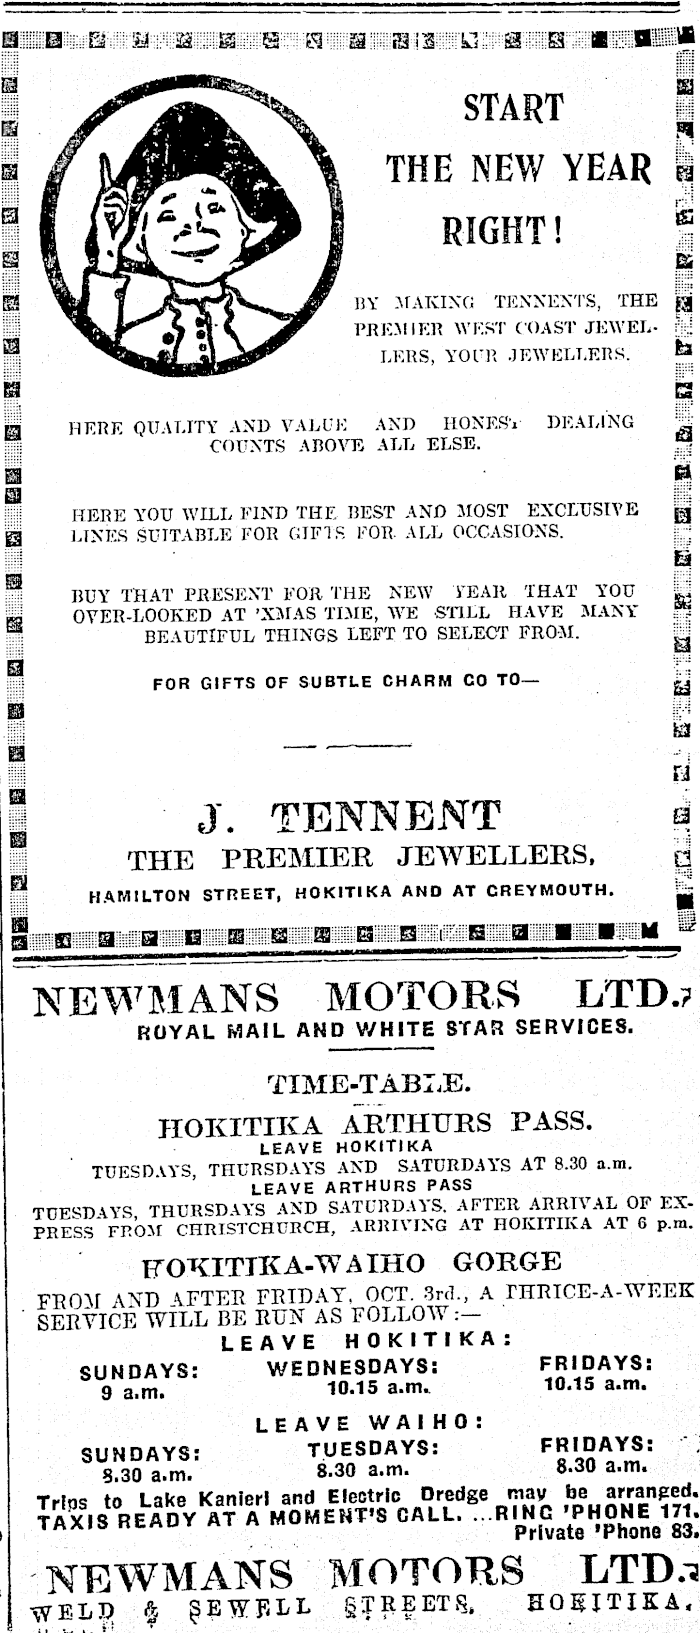 START
THE NEW YEAR
RIGHT!
BY MAKING TENNENTS, THE
PREMIER WEST COAST JEWEL-
LERS, YOUR JEWELLERS.
HERE QUALITY AND VALUE AND HONEST DEALING
COUNTS ABOVE ALL ELSE.
HERE YOU WILL FIND THE BEST AND MOST EXCLUSIVE
LINES SUITABLE FOR GIFTS FOR ALL OCCASIONS.
BUY THAT PRESENT FOR THE NEW YEAR THAT YOU
OVER-LOOKED AT 'XMAS TIME, WE STILL HAVE MANY
BEAUTIFUL THINGS LEFT TO SELECT FROM.
FOR GIFTS OF SUBTLE CHARM GO TO—
J. TENNENT
THE PREMIER JEWELLERS,
HAMILTON STREET, HOKITIKA AND AT GREYMOUTH.
NEWMANS MOTORS LTD.,
ROYAL MAIL AND WHITE STAR SERVICES.
TIME-TABLE.
HOKITIKA ARTHURS PASS.
LEAVE HOKITIKA
TUESDAYS, THURSDAYS AND SATURDAYS AT 8.30 a.m.
LEAVE ARTHURS PASS
TUESDAYS, THURSDAYS AND SATURDAYS, AFTER ARRIVAL OF EX-
PRESS FROM CHRISTCHURCH, ARRIVING AT HOKITIKA AT 6 p.m.
HOKITIKA-WAIHO GORGE
FROM AND AFTER FRIDAY, OCT. 3rd., A THRICE-A-WEEK
SERVICE WILL BE RUN AS FOLLOW:—
LEAVE HOKITIKA:
SUNDAYS: WEDNESDAYS: FRIDAYS:
9 a.m. 10.15 a.m. 10.15 a.m.
LEAVE WAIHO:
SUNDAYS: TUESDAYS: FRIDAYS:
8.30 a.m. 8.30 a.m. 8.30 a.m.
Trips to Lake Kanieri and Electric Dredge may be arranged.
TAXIS READY AT A MOMENT'S CALL. ...RING 'PHONE 171.
Private 'Phone 83.
NEWMANS MOTORS LTD.,
WELD & SEWELL STREETS, HOKITIKA.